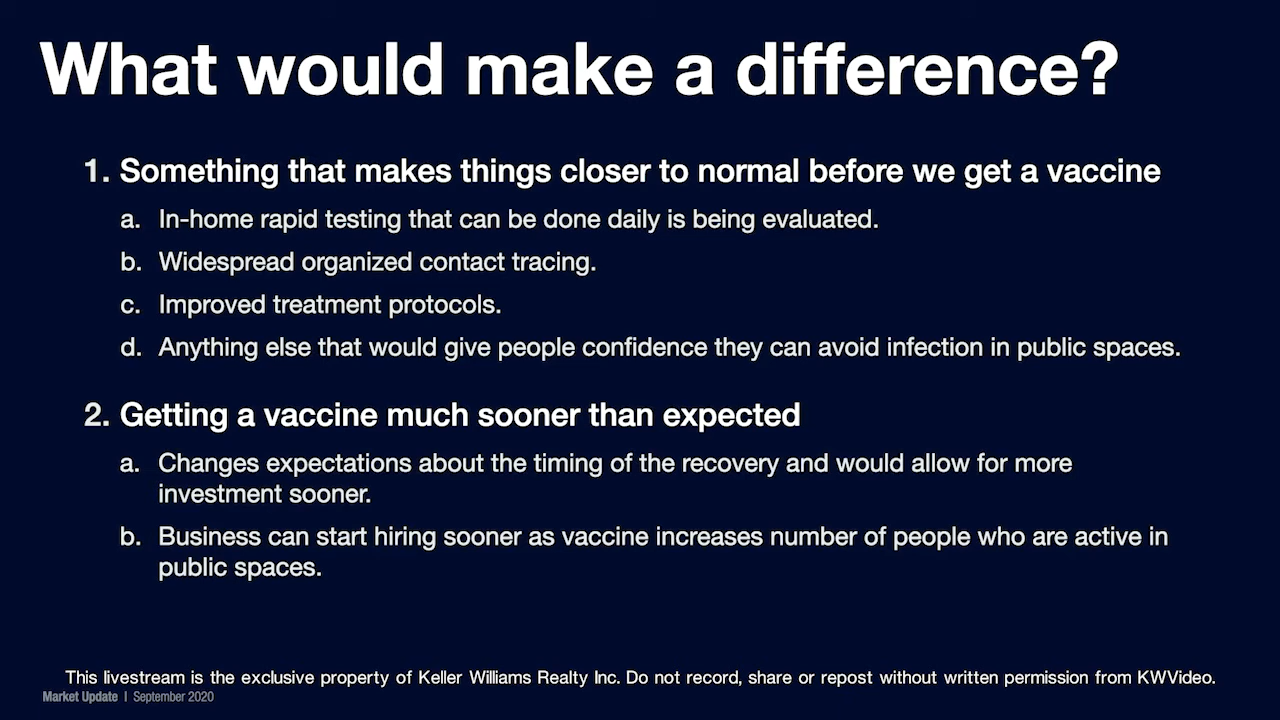 What would make a difference?
1. Something that makes things closer to normal before we get a vaccine
a. In-home rapid testing that can be done daily is being evaluated.
b. Widespread organized contact tracing.
c. Improved treatment protocols.
d. Anything else that would give people confidence they can avoid infection in public spaces.
2. Getting a vaccine much sooner than expected
a. Changes expectations about the timing of the recovery and would allow for more
investment sooner.
b. Business can start hiring sooner as vaccine increases number of people who are active in
public spaces.
This livestream is the exclusive property of Keller Williams Realty Inc. Do not record, share or repost without written permission from KWVideo.
Market Update | September 2020